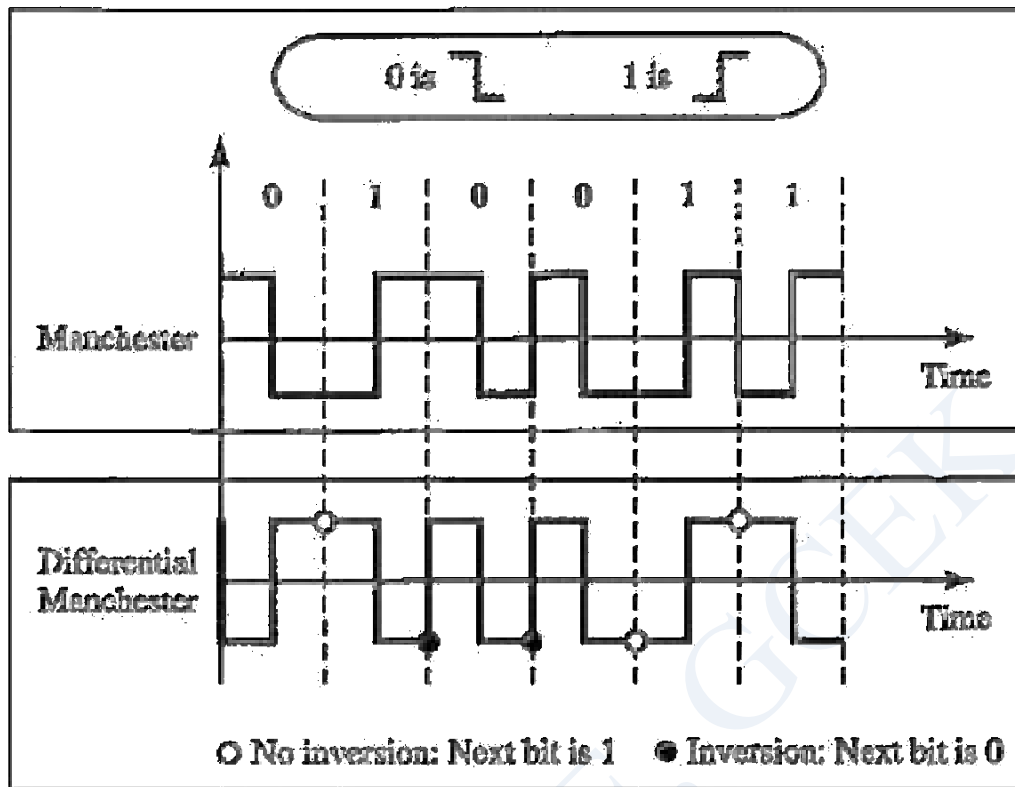 0 is 1 is
0 1 0 0 1 1
Manchester
Time
Differential
Manchester
Time
No inversion: Next bit is 1 Inversion: Next bit is 0
GCEK